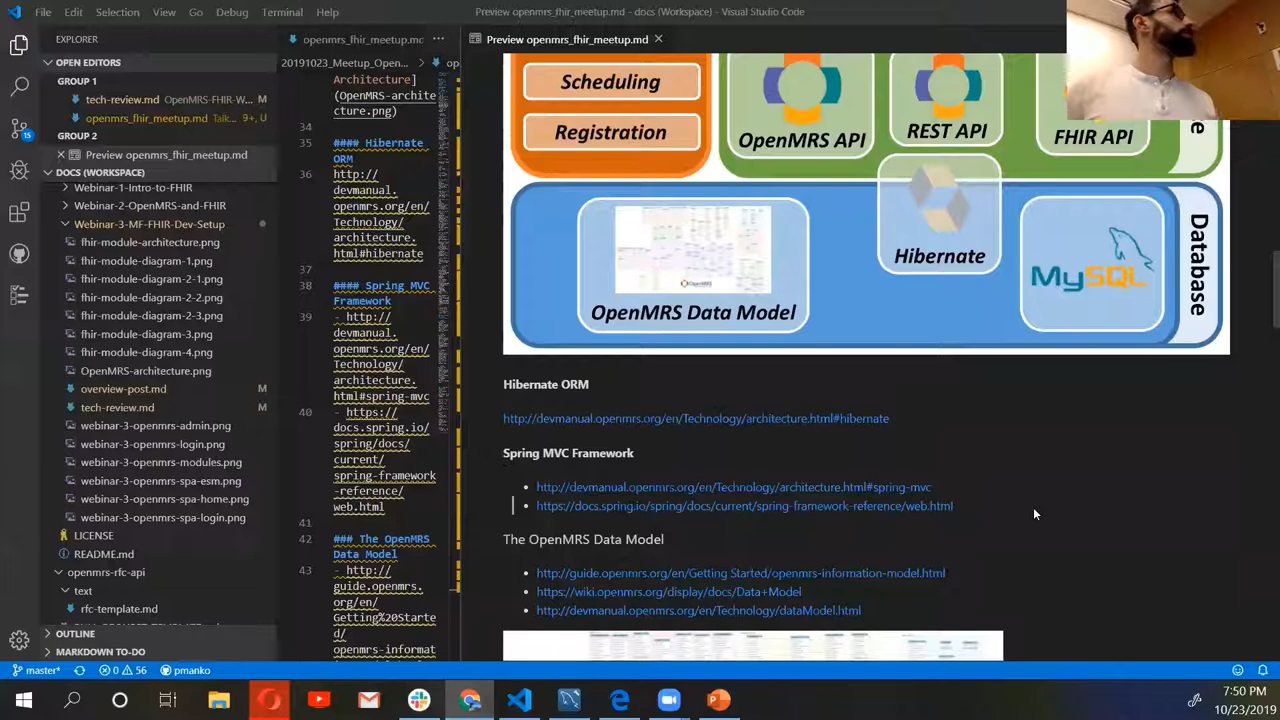 File Edit Selection View Go Debug Terminal Help
Preview openmrs_fhir_meetup.md - docs (Workspace) - Visual Studio Code
EXPLORER
OPEN EDITORS
GROUP 1
tech-review.md OpenMRS-FHIR-W... M
openmrs_fhir_meetup.md Talk... 9+, U
GROUP 2
Preview openmrs_fhir_meetup.md
DOCS (WORKSPACE)
Webinar-1-Intro-to-FHIR
Webinar-2-OpenMRS-and-FHIR
Webinar-3-MF-FHIR-Dev-Setup
fhir-module-architecture.png
fhir-module-diagram-1.png
fhir-module-diagram-2-1.png
fhir-module-diagram-2-2.png
fhir-module-diagram-2-3.png
fhir-module-diagram-3.png
fhir-module-diagram-4.png
OpenMRS-architecture.png
overview-post.md M
tech-review.md M
webinar-3-openmrs-admin.png
webinar-3-openmrs-login.png
webinar-3-openmrs-modules.png
webinar-3-openmrs-spa-esm.png
webinar-3-openmrs-spa-home.png
webinar-3-openmrs-spa-login.png
LICENSE
README.md
openmrs-rfc-api
text
rfc-template.md
OUTLINE
MARKDOWN TO-DO
openmrs_fhir_meetup.md
20191023_Meetup_Open...
Architecture]
(OpenMRS-archite
cture.png)
34
35 #### Hibernate
ORM
36 http://
devmanual.
openmrs.org/en/
Technology/
architecture.
html#hibernate
37
38 #### Spring MVC
Framework
39 - http://
devmanual.
openmrs.org/en/
Technology/
architecture.
html#spring-mvc
40 - https://
docs.spring.io/
spring/docs/
current/
spring-framework
-reference/
web.html
41
42 ### The OpenMRS
Data Model
43 - http://
guide.openmrs.
org/en/
Getting%20Starte
d/
openmrs-informat
Preview openmrs_fhir_meetup.md
Scheduling
Registration
OpenMRS API
REST API
FHIR API
OpenMRS Data Model
Hibernate
MySQL
Database
Hibernate ORM
http://devmanual.openmrs.org/en/Technology/architecture.html#hibernate
Spring MVC Framework
http://devmanual.openmrs.org/en/Technology/architecture.html#spring-mvc
https://docs.spring.io/spring/docs/current/spring-framework-reference/web.html
The OpenMRS Data Model
http://guide.openmrs.org/en/Getting Started/openmrs-information-model.html
https://wiki.openmrs.org/display/docs/Data+Model
http://devmanual.openmrs.org/en/Technology/dataModel.html
master* 0 56 pmanko
7:50 PM
10/23/2019